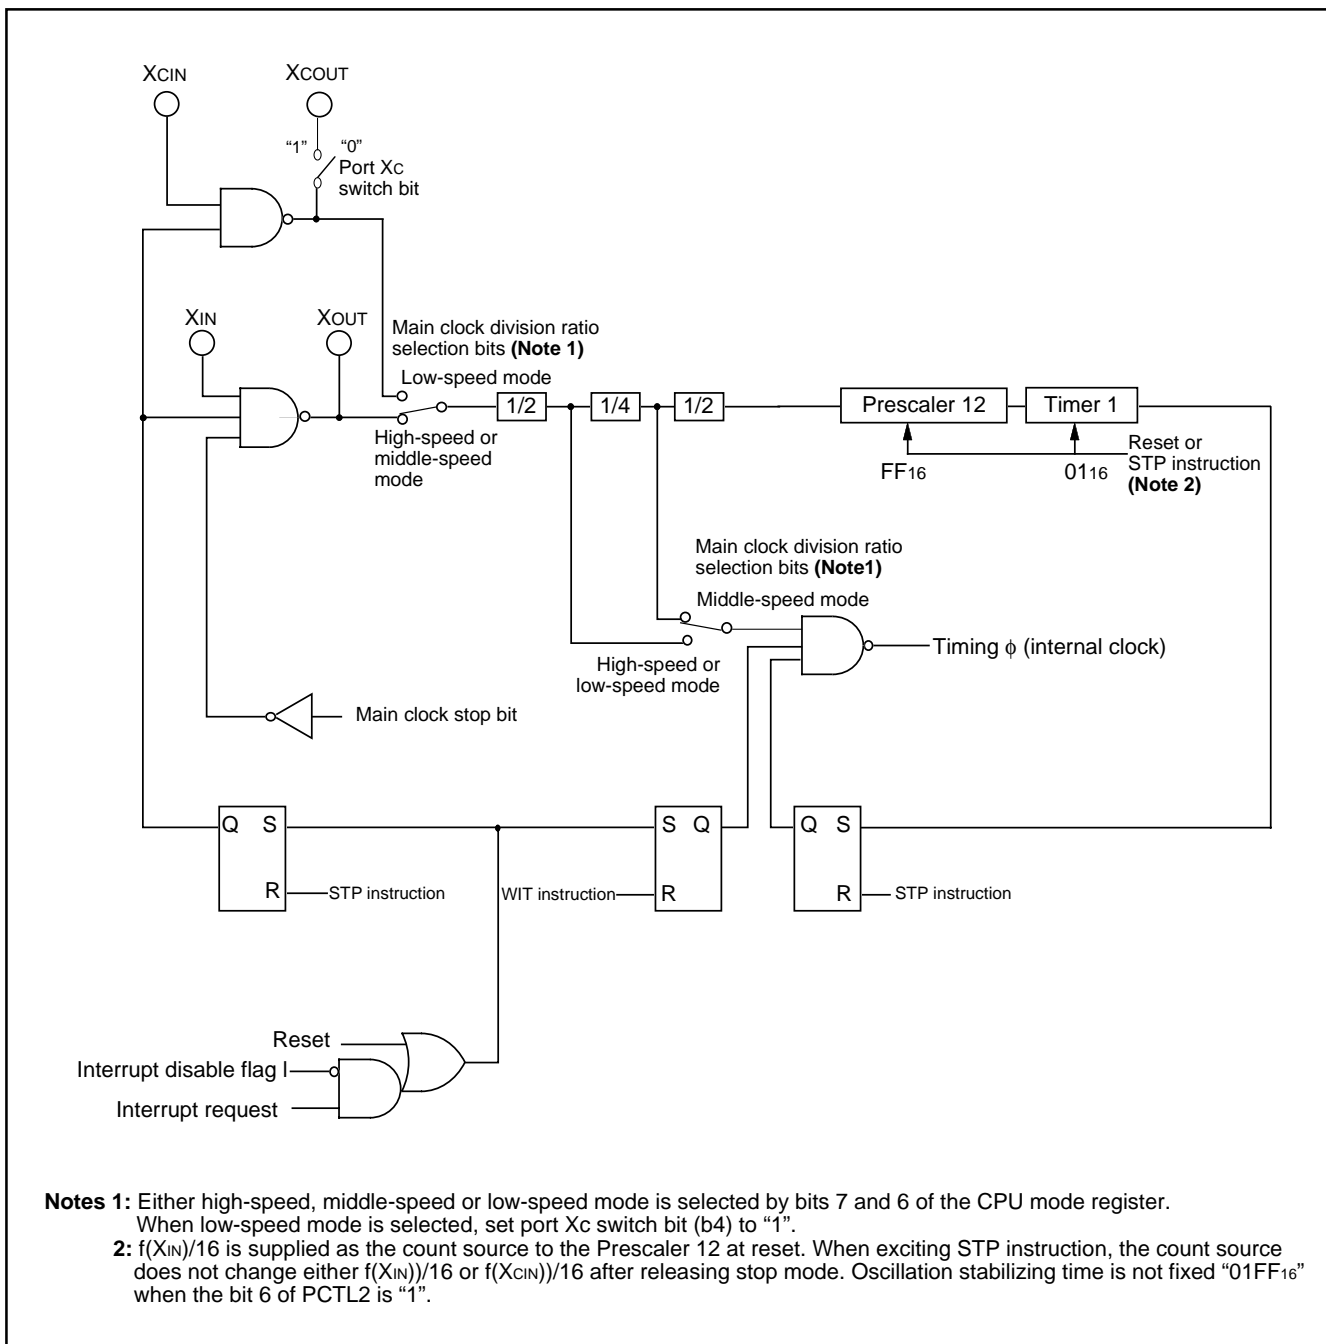 XCIN
XCOUT
“1” “0”
Port XC
switch bit
XIN
XOUT
Main clock division ratio
selection bits (Note 1)
Low-speed mode
1/2
1/4
1/2
Prescaler 12
Timer 1
High-speed or
middle-speed
mode
FF16
0116
Reset or
STP instruction
(Note 2)
Main clock division ratio
selection bits (Note1)
Middle-speed mode
Timing ϕ (internal clock)
High-speed or
low-speed mode
Main clock stop bit
Q S
R
STP instruction
S Q
WIT instruction
R
Q S
R
STP instruction
Reset
Interrupt disable flag I
Interrupt request
Notes 1: Either high-speed, middle-speed or low-speed mode is selected by bits 7 and 6 of the CPU mode register.
When low-speed mode is selected, set port Xc switch bit (b4) to “1”.
2: f(XIN)/16 is supplied as the count source to the Prescaler 12 at reset. When exciting STP instruction, the count source
does not change either f(XIN))/16 or f(XCIN))/16 after releasing stop mode. Oscillation stabilizing time is not fixed “01FF16”
when the bit 6 of PCTL2 is “1”.